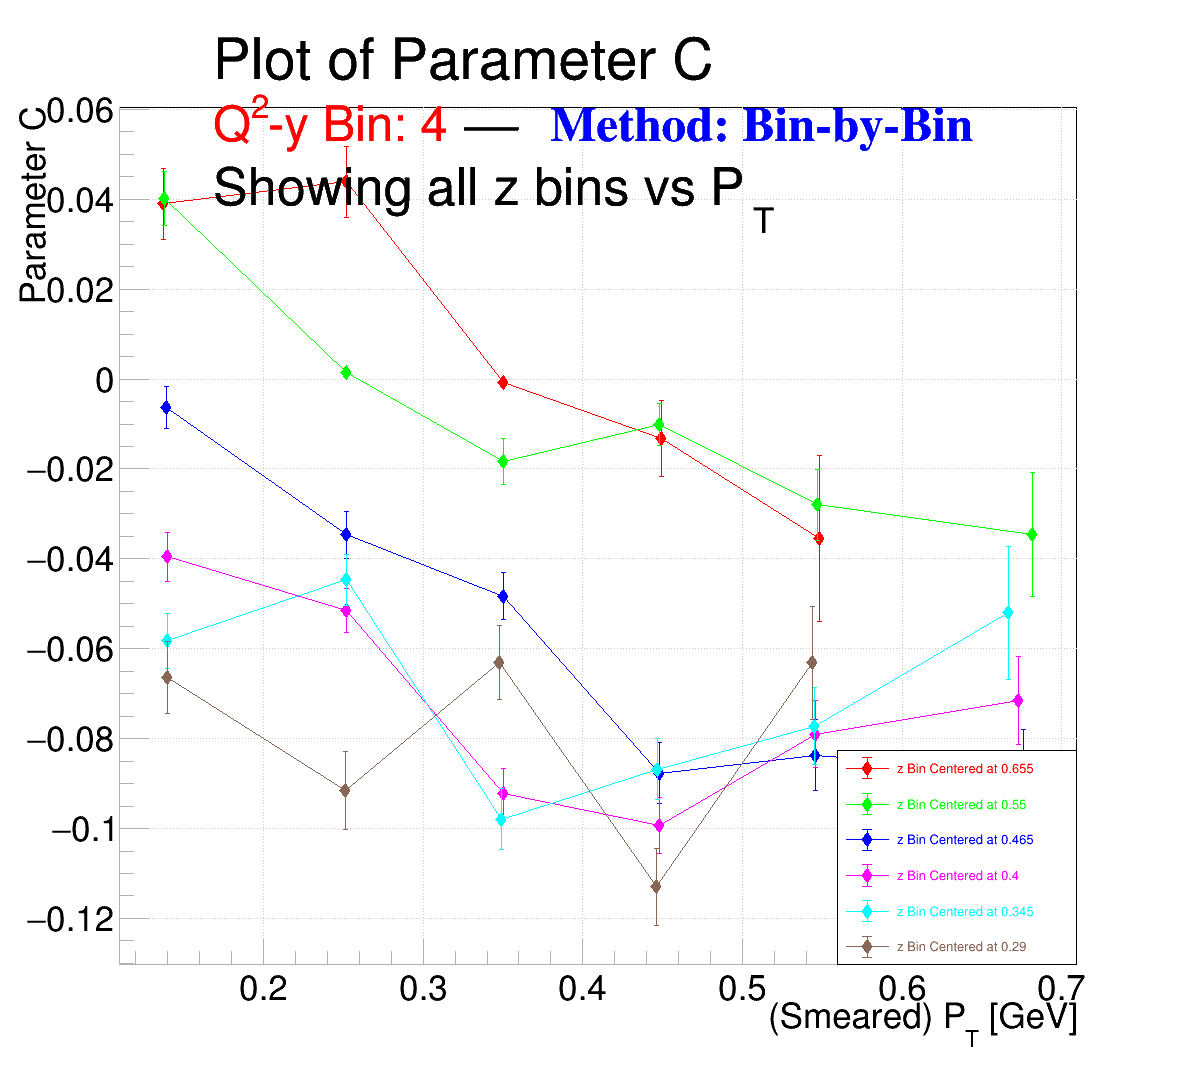 Plot of Parameter C
Q²-y Bin: 4 — Method: Bin-by-Bin
Showing all z bins vs P_T
Parameter C
0.06
0.04
0.02
0
−0.02
−0.04
−0.06
−0.08
−0.1
−0.12
z Bin Centered at 0.655
z Bin Centered at 0.55
z Bin Centered at 0.465
z Bin Centered at 0.4
z Bin Centered at 0.345
z Bin Centered at 0.29
0.2 0.3 0.4 0.5 0.6 0.7
(Smeared) P_T [GeV]